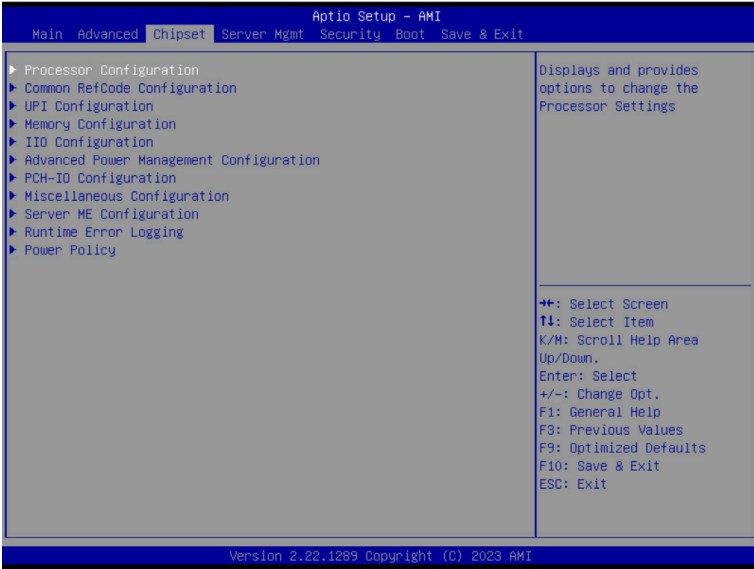 Aptio Setup – AMI
Main Advanced Chipset Server Mgmt Security Boot Save & Exit
Processor Configuration
Common RefCode Configuration
UPI Configuration
Memory Configuration
IIO Configuration
Advanced Power Management Configuration
PCH-IO Configuration
Miscellaneous Configuration
Server ME Configuration
Runtime Error Logging
Power Policy
Displays and provides
options to change the
Processor Settings
→←: Select Screen
↑↓: Select Item
K/M: Scroll Help Area
Up/Down.
Enter: Select
+/-: Change Opt.
F1: General Help
F3: Previous Values
F9: Optimized Defaults
F10: Save & Exit
ESC: Exit
Version 2.22.1289 Copyright (C) 2023 AMI